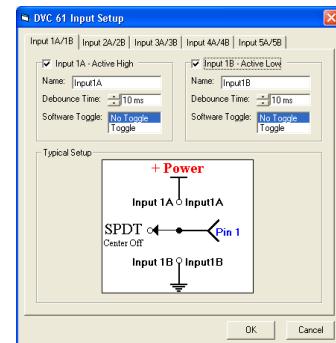 DVC 61 Input Setup
Input 1A/1B Input 2A/2B Input 3A/3B Input 4A/4B Input 5A/5B
Input 1A - Active High
Name: Input1A
Debounce Time: 10 ms
Software Toggle: No Toggle
Toggle
Input 1B - Active Low
Name: Input1B
Debounce Time: 10 ms
Software Toggle: No Toggle
Toggle
Typical Setup
+ Power
Input 1A Input1A
SPDT
Center Off
Pin 1
Input 1B Input1B
OK Cancel